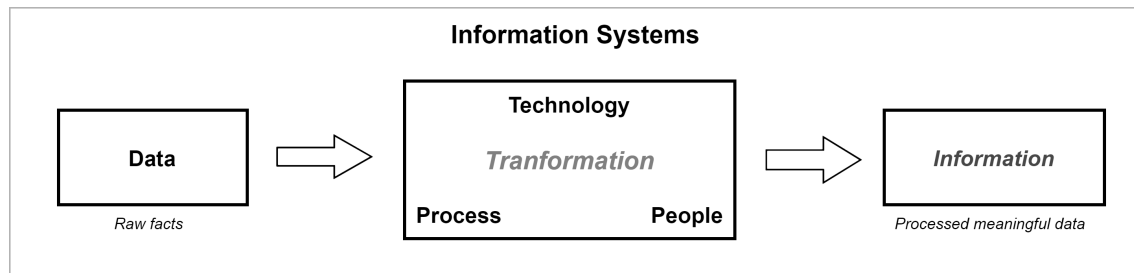 Information Systems
Technology
Data
Tranformation
Information
Process People
Raw facts
Processed meaningful data